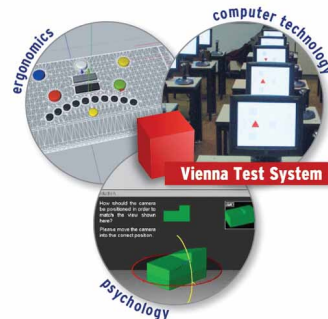 ergonomics
computer technology
Vienna Test System
How should the camera
be positioned in order to
match the view shown
here?
Please move the camera
into the correct position
psychology